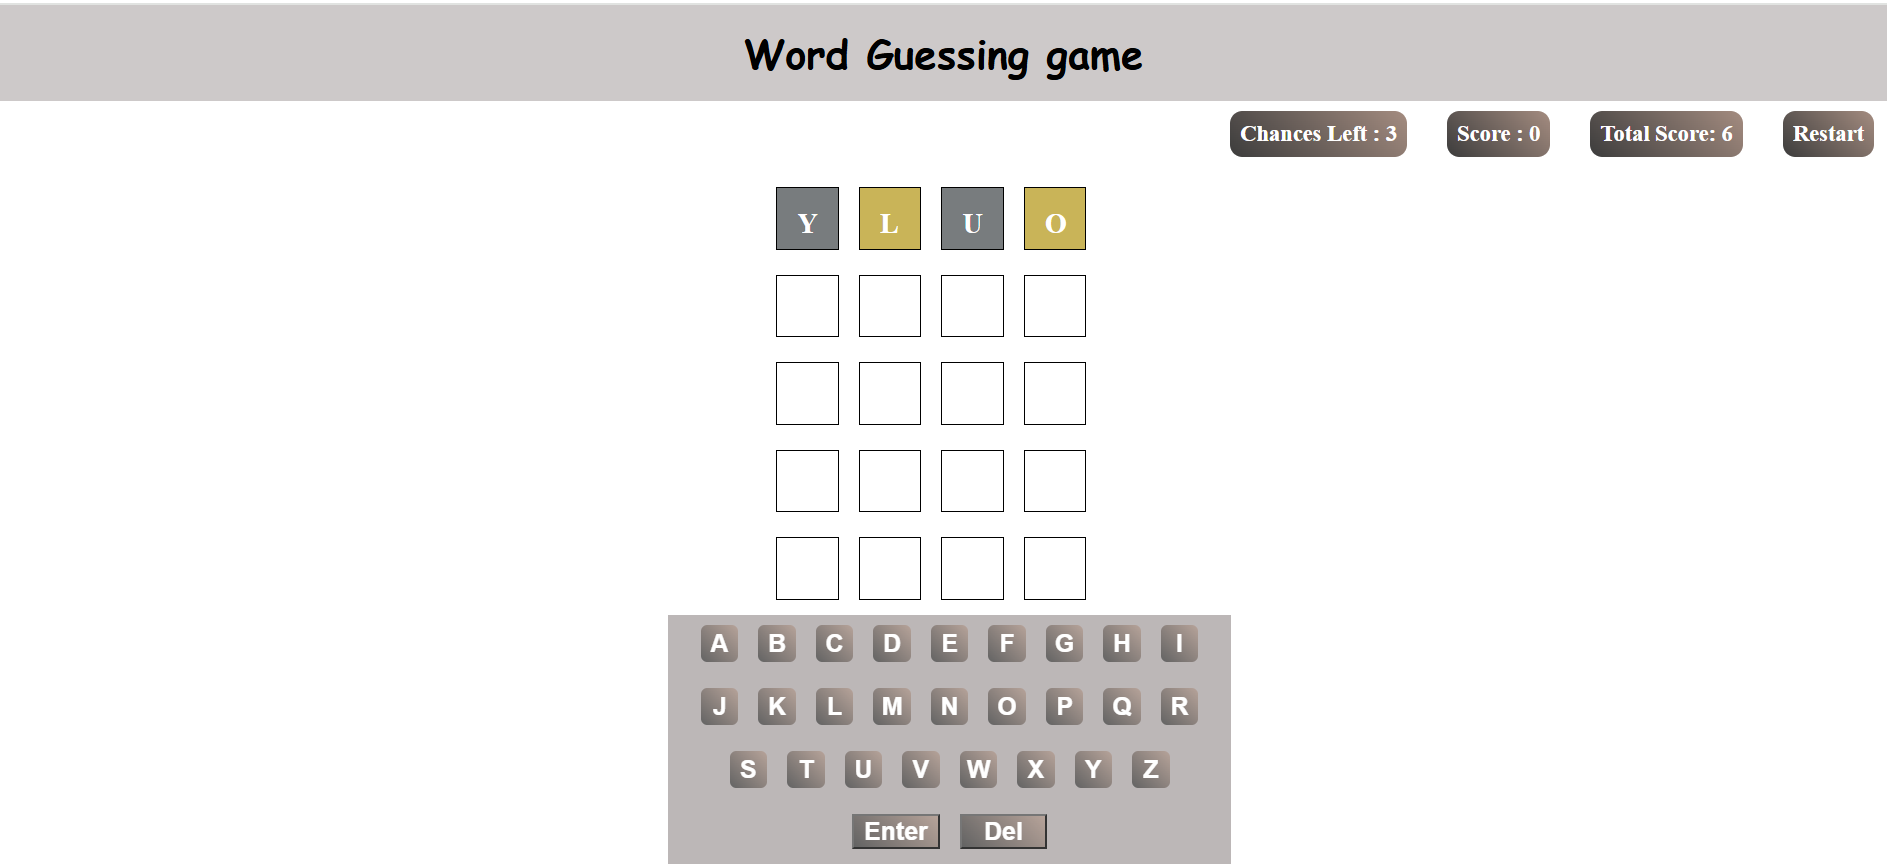 Word Guessing game
Chances Left : 3 Score : 0 Total Score: 6 Restart
Y L U O
A B C D E F G H I
J K L M N O P Q R
S T U V W X Y Z
Enter Del